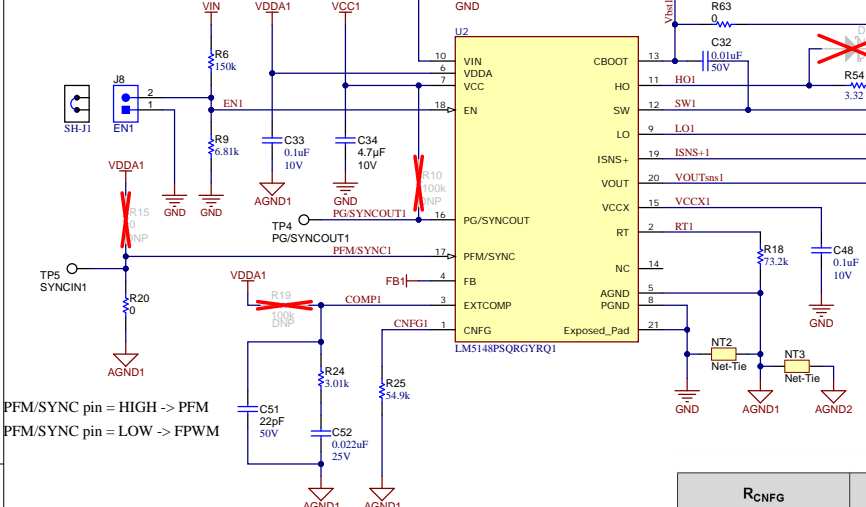 VIN
VDDA1
VCC1
GND
Vbst1
R63
0
U2
R6
150k
C32
0.01uF
50V
D
10
VIN
6
VDDA
7
VCC
CBOOT
13
HO
11
HO1
R54
3.32
J8
2
1
EN1
SH-J1
EN1
18
EN
SW
12
SW1
LO
9
LO1
R9
6.81k
C33
0.1uF
10V
C34
4.7µF
10V
ISNS+
19
ISNS+1
VDDA1
R10
100k
DNP
VOUT
20
VOUTsns1
GND
GND
AGND1
GND
VCCX
15
VCCX1
R15
0
DNP
TP4
PG/SYNCOUT1
PG/SYNCOUT1
16
PG/SYNCOUT
RT
2
RT1
R18
73.2k
C48
0.1uF
10V
PFM/SYNC1
17
PFM/SYNC
NC
14
TP5
SYNCIN1
VDDA1
FB1
4
FB
AGND
5
PGND
8
R20
0
R19
100k
DNP
COMP1
3
EXTCOMP
GND
CNFG1
1
CNFG
Exposed_Pad
21
LM5148PSQRGYRQ1
NT2
Net-Tie
NT3
Net-Tie
AGND1
R24
3.01k
R25
54.9k
GND
AGND1
AGND2
PFM/SYNC pin = HIGH -> PFM
PFM/SYNC pin = LOW -> FPWM
C51
22pF
50V
C52
0.022uF
25V
AGND1
AGND1
RCNFG